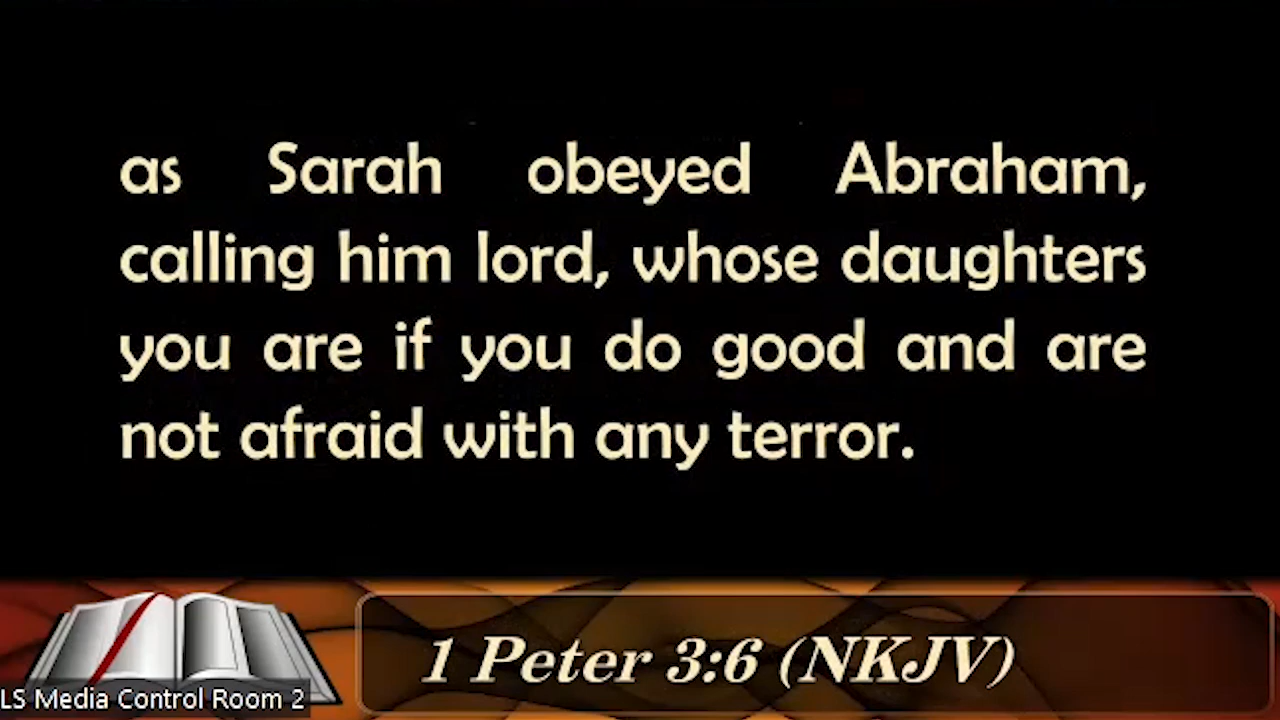 as Sarah obeyed Abraham,
calling him lord, whose daughters
you are if you do good and are
not afraid with any terror.
1 Peter 3:6 (NKJV)
LS Media Control Room 2